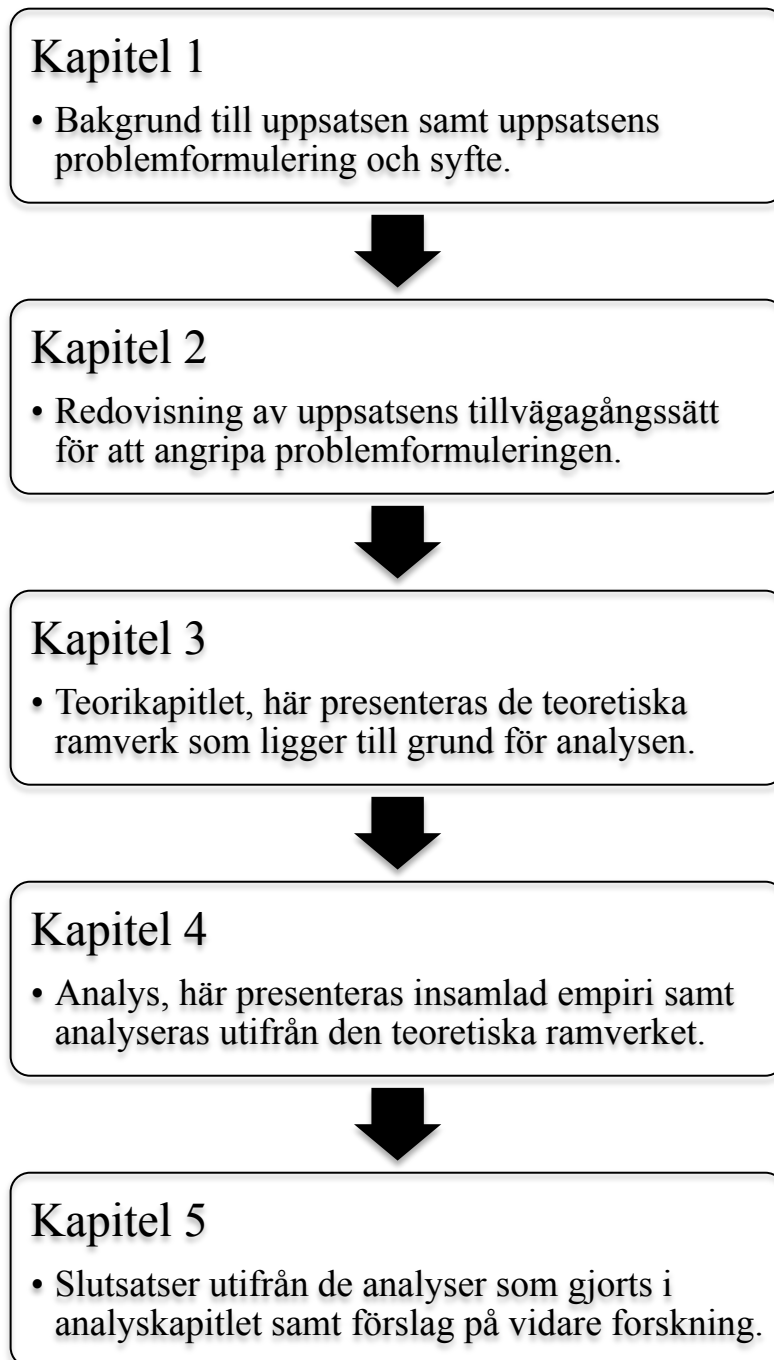 Kapitel 1
• Bakgrund till uppsatsen samt uppsatsens
problemformulering och syfte.
Kapitel 2
• Redovisning av uppsatsens tillvägagångssätt
för att angripa problemformuleringen.
Kapitel 3
• Teorikapitlet, här presenteras de teoretiska
ramverk som ligger till grund för analysen.
Kapitel 4
• Analys, här presenteras insamlad empiri samt
analyseras utifrån den teoretiska ramverket.
Kapitel 5
• Slutsatser utifrån de analyser som gjorts i
analyskapitlet samt förslag på vidare forskning.